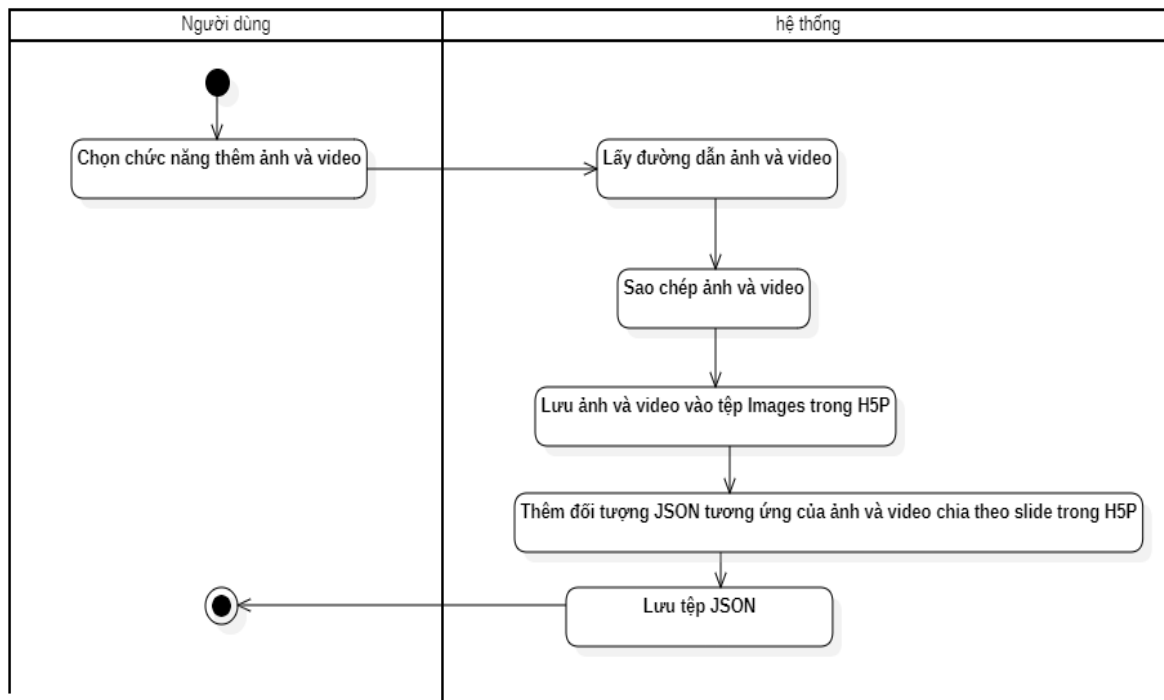 Người dùng
hệ thống
Chọn chức năng thêm ảnh và video
Lấy đường dẫn ảnh và video
Sao chép ảnh và video
Lưu ảnh và video vào tệp Images trong H5P
Thêm đối tượng JSON tương ứng của ảnh và video chia theo slide trong H5P
Lưu tệp JSON